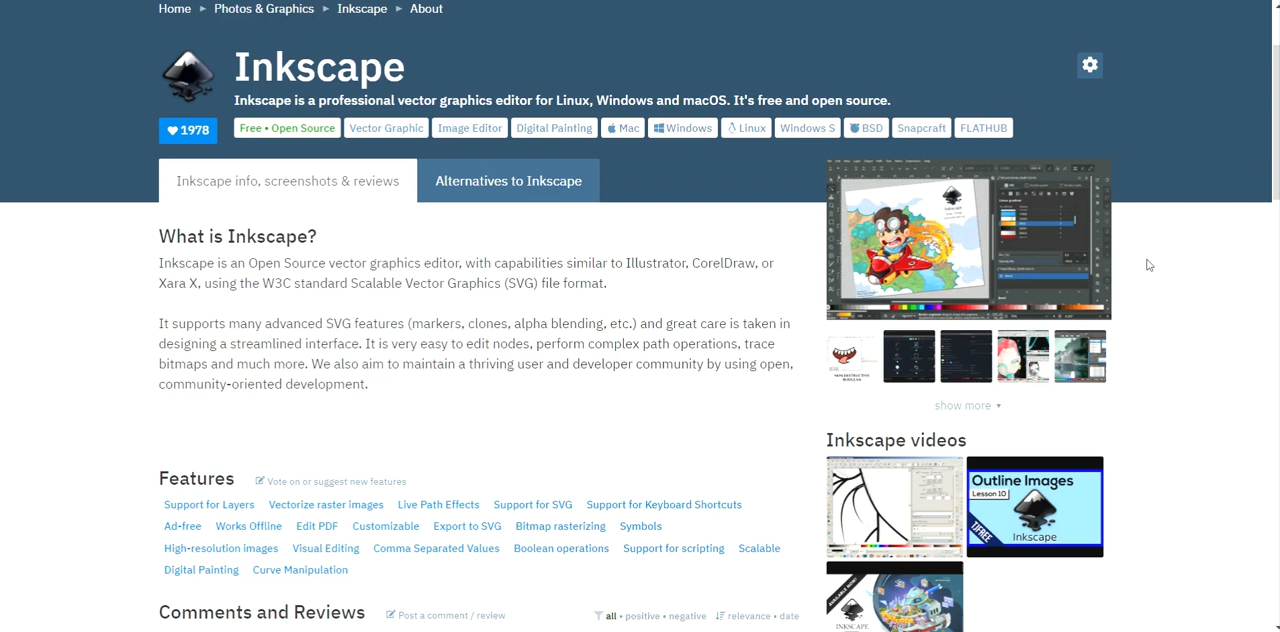 Home ▸ Photos & Graphics ▸ Inkscape ▸ About
Inkscape
Inkscape is a professional vector graphics editor for Linux, Windows and macOS. It's free and open source.
1978
Free • Open Source Vector Graphic Image Editor Digital Painting Mac Windows Linux Windows S BSD Snapcraft FLATHUB
Inkscape info, screenshots & reviews
Alternatives to Inkscape
What is Inkscape?
Inkscape is an Open Source vector graphics editor, with capabilities similar to Illustrator, CorelDraw, or
Xara X, using the W3C standard Scalable Vector Graphics (SVG) file format.
It supports many advanced SVG features (markers, clones, alpha blending, etc.) and great care is taken in
designing a streamlined interface. It is very easy to edit nodes, perform complex path operations, trace
bitmaps and much more. We also aim to maintain a thriving user and developer community by using open,
community-oriented development.
show more ▾
Features
Vote on or suggest new features
Support for Layers Vectorize raster images Live Path Effects Support for SVG Support for Keyboard Shortcuts
Ad-free Works Offline Edit PDF Customizable Export to SVG Bitmap rasterizing Symbols
High-resolution images Visual Editing Comma Separated Values Boolean operations Support for scripting Scalable
Digital Painting Curve Manipulation
Inkscape videos
Outline Images
Lesson 10
TJFREE
Inkscape
AVAILABLE NOW!
INKSCAPE
Comments and Reviews
Post a comment / review
all • positive • negative
relevance • date